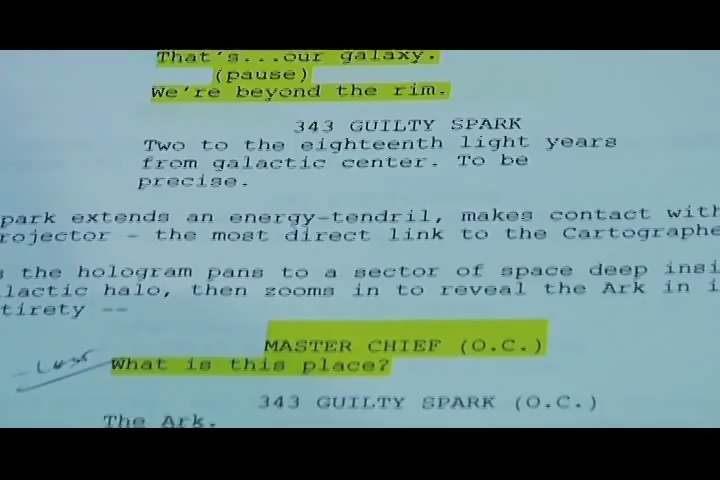 That's...our galaxy.
(pause)
We're beyond the rim.
343 GUILTY SPARK
Two to the eighteenth light years
from galactic center. To be
precise.
park extends an energy-tendril, makes contact with
rojector - the most direct link to the Cartographe
s the hologram pans to a sector of space deep insi
lactic halo, then zooms in to reveal the Ark in i
tirety --
MASTER CHIEF (O.C.)
What is this place?
343 GUILTY SPARK (O.C.)
The Ark.